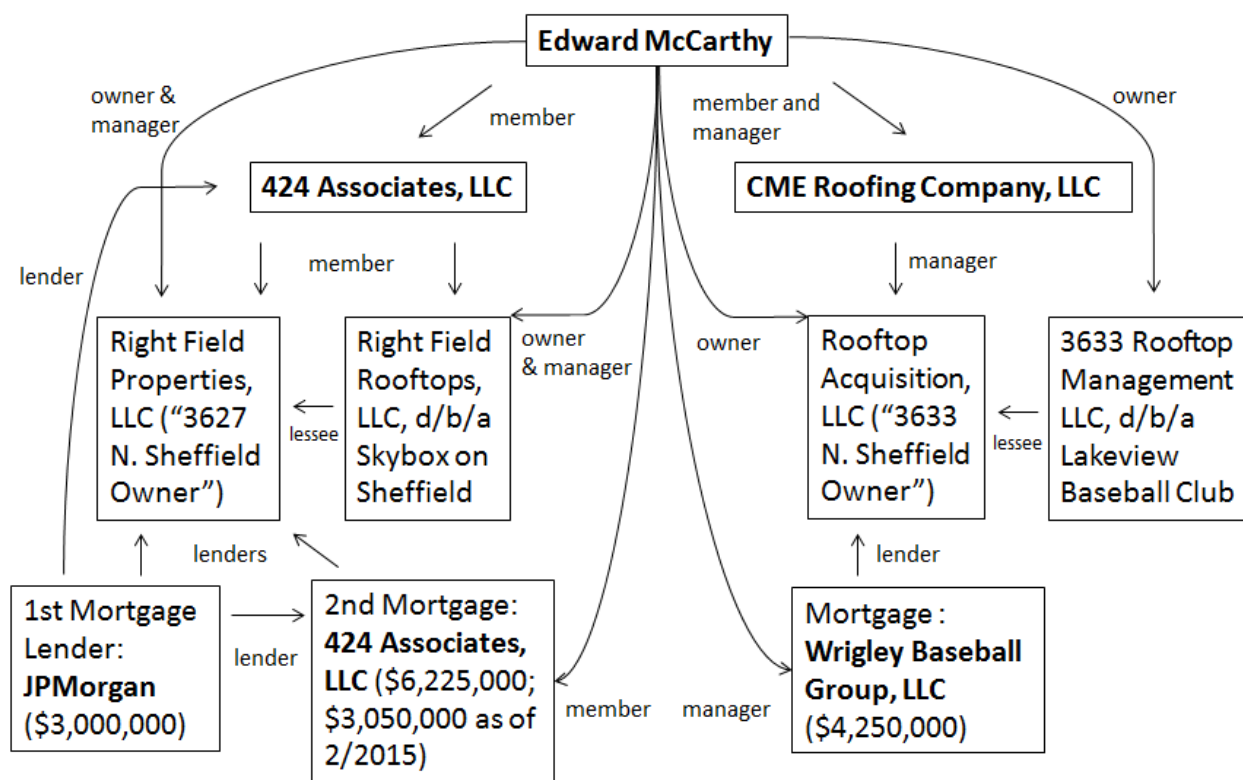 Edward McCarthy
owner &
manager
member
member and
manager
owner
424 Associates, LLC
CME Roofing Company, LLC
lender
member
manager
Right Field
Properties,
LLC (“3627
N. Sheffield
Owner”)
lessee
Right Field
Rooftops,
LLC, d/b/a
Skybox on
Sheffield
owner
& manager
owner
Rooftop
Acquisition,
LLC (“3633
N. Sheffield
Owner”)
lessee
3633 Rooftop
Management
LLC, d/b/a
Lakeview
Baseball Club
lenders
lender
1st Mortgage
Lender:
JPMorgan
($3,000,000)
lender
2nd Mortgage:
424 Associates,
LLC ($6,225,000;
$3,050,000 as of
2/2015)
member
manager
Mortgage :
Wrigley Baseball
Group, LLC
($4,250,000)